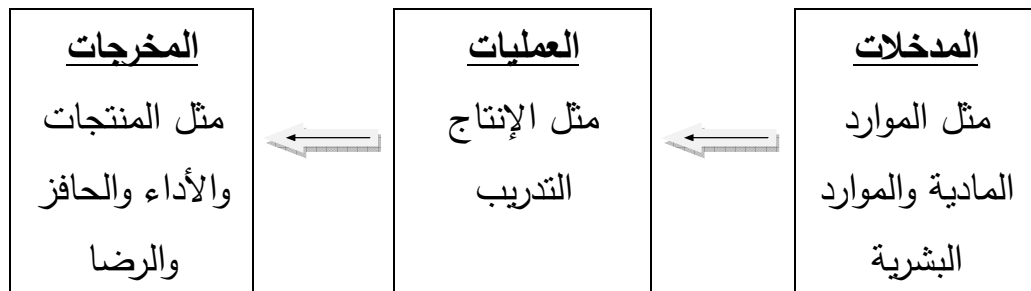 المدخلات
مثل الموارد
المادية والموارد
البشرية
العمليات
مثل الإنتاج
التدريب
المخرجات
مثل المنتجات
والأداء والحافز
والرضا